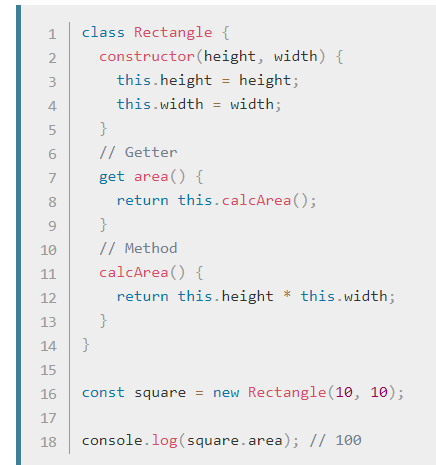 1 class Rectangle {
2   constructor(height, width) {
3     this.height = height;
4     this.width = width;
5   }
6   // Getter
7   get area() {
8     return this.calcArea();
9   }
10   // Method
11   calcArea() {
12     return this.height * this.width;
13   }
14 }
15
16 const square = new Rectangle(10, 10);
17
18 console.log(square.area); // 100